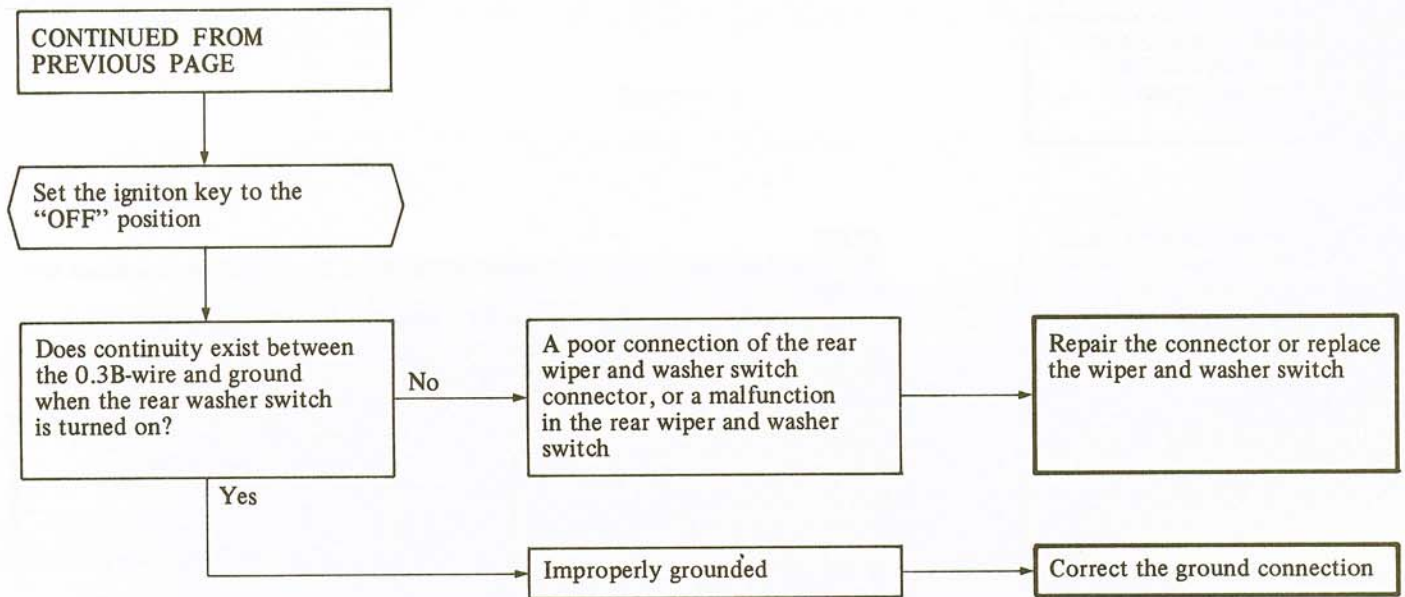 CONTINUED FROM
PREVIOUS PAGE
Set the igniton key to the
“OFF” position
Does continuity exist between
the 0.3B-wire and ground
when the rear washer switch
is turned on?
No
A poor connection of the rear
wiper and washer switch
connector, or a malfunction
in the rear wiper and washer
switch
Repair the connector or replace
the wiper and washer switch
Yes
Improperly grounded
Correct the ground connection